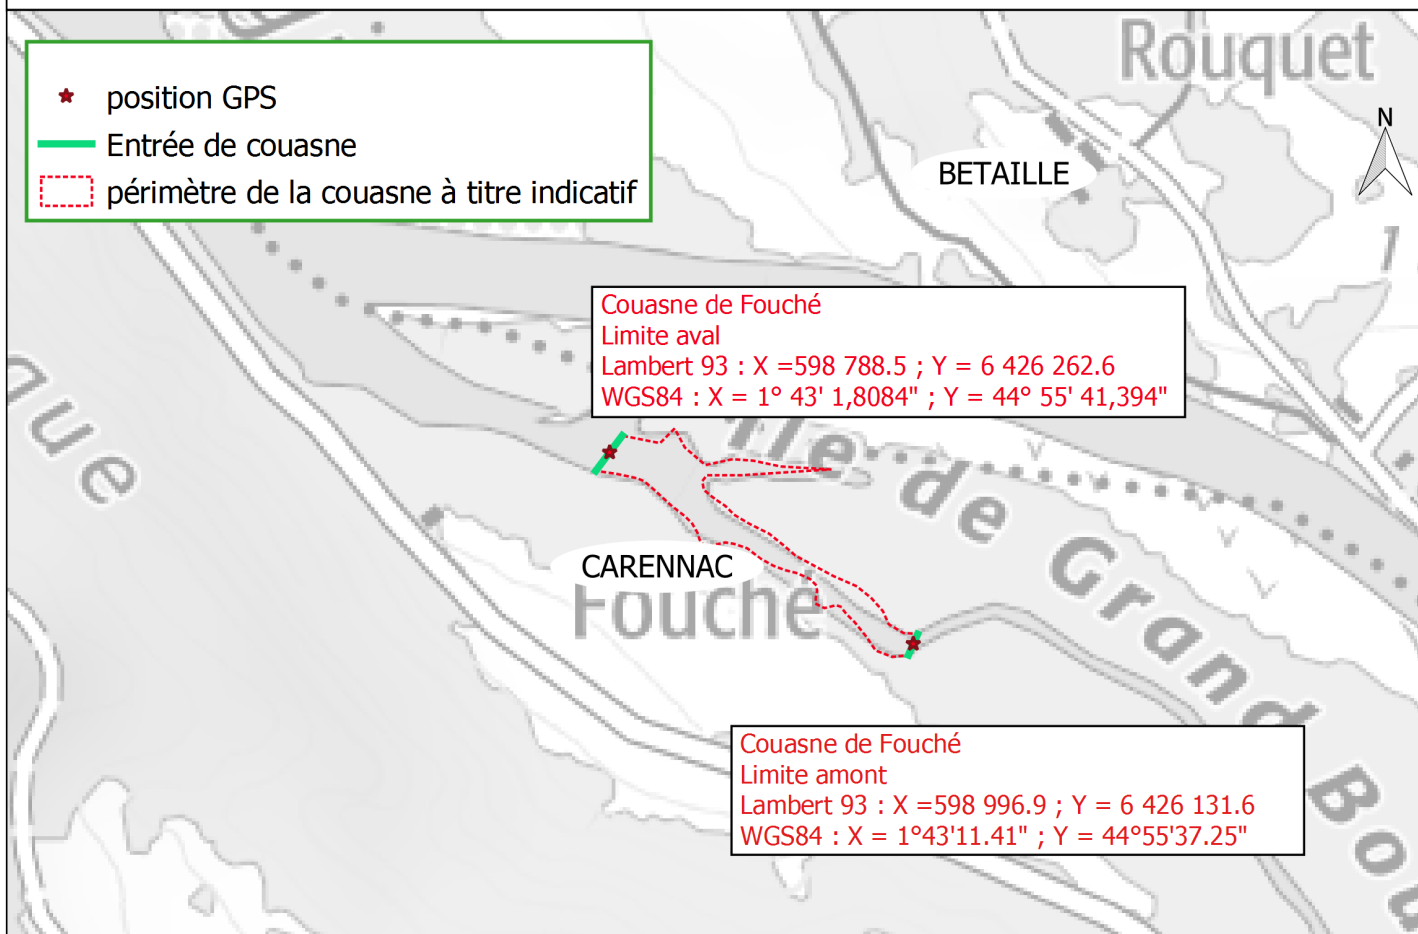 Rouquet
N
position GPS
Entrée de couasne
périmètre de la couasne à titre indicatif
BETAILLE
Couasne de Fouché
Limite aval
Lambert 93 : X =598 788.5 ; Y = 6 426 262.6
WGS84 : X = 1° 43' 1,8084" ; Y = 44° 55' 41,394"
que
Île de Grand Bou
CARENNAC
Fouché
Couasne de Fouché
Limite amont
Lambert 93 : X =598 996.9 ; Y = 6 426 131.6
WGS84 : X = 1°43'11.41" ; Y = 44°55'37.25"